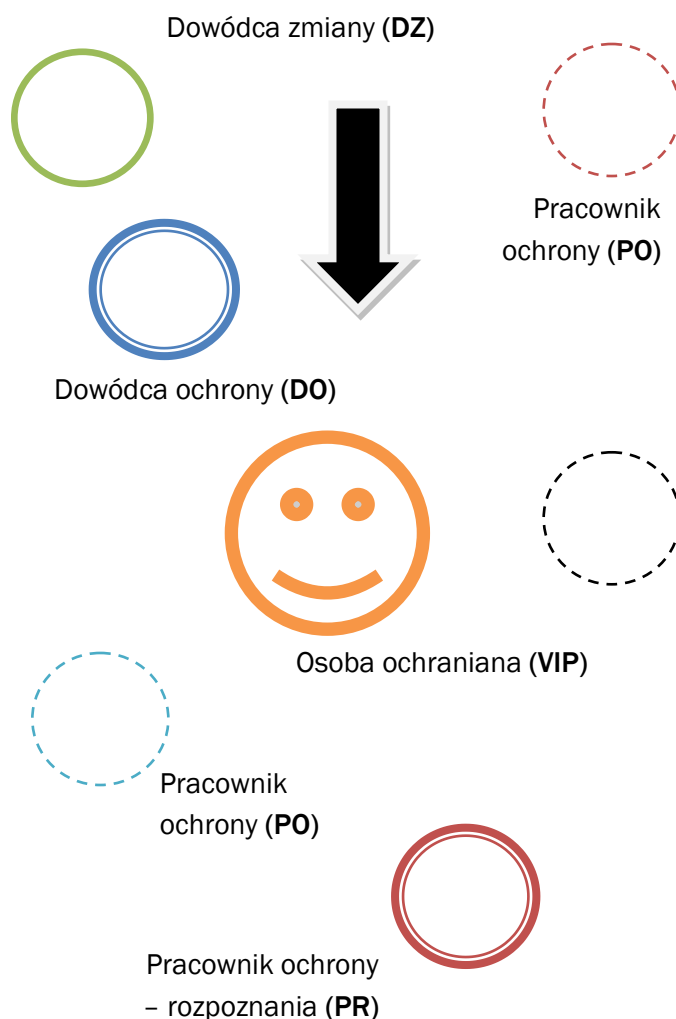 Dowódca zmiany (DZ)
Pracownik
ochrony (PO)
Dowódca ochrony (DO)
Osoba ochraniana (VIP)
Pracownik
ochrony (PO)
Pracownik ochrony
– rozpoznania (PR)